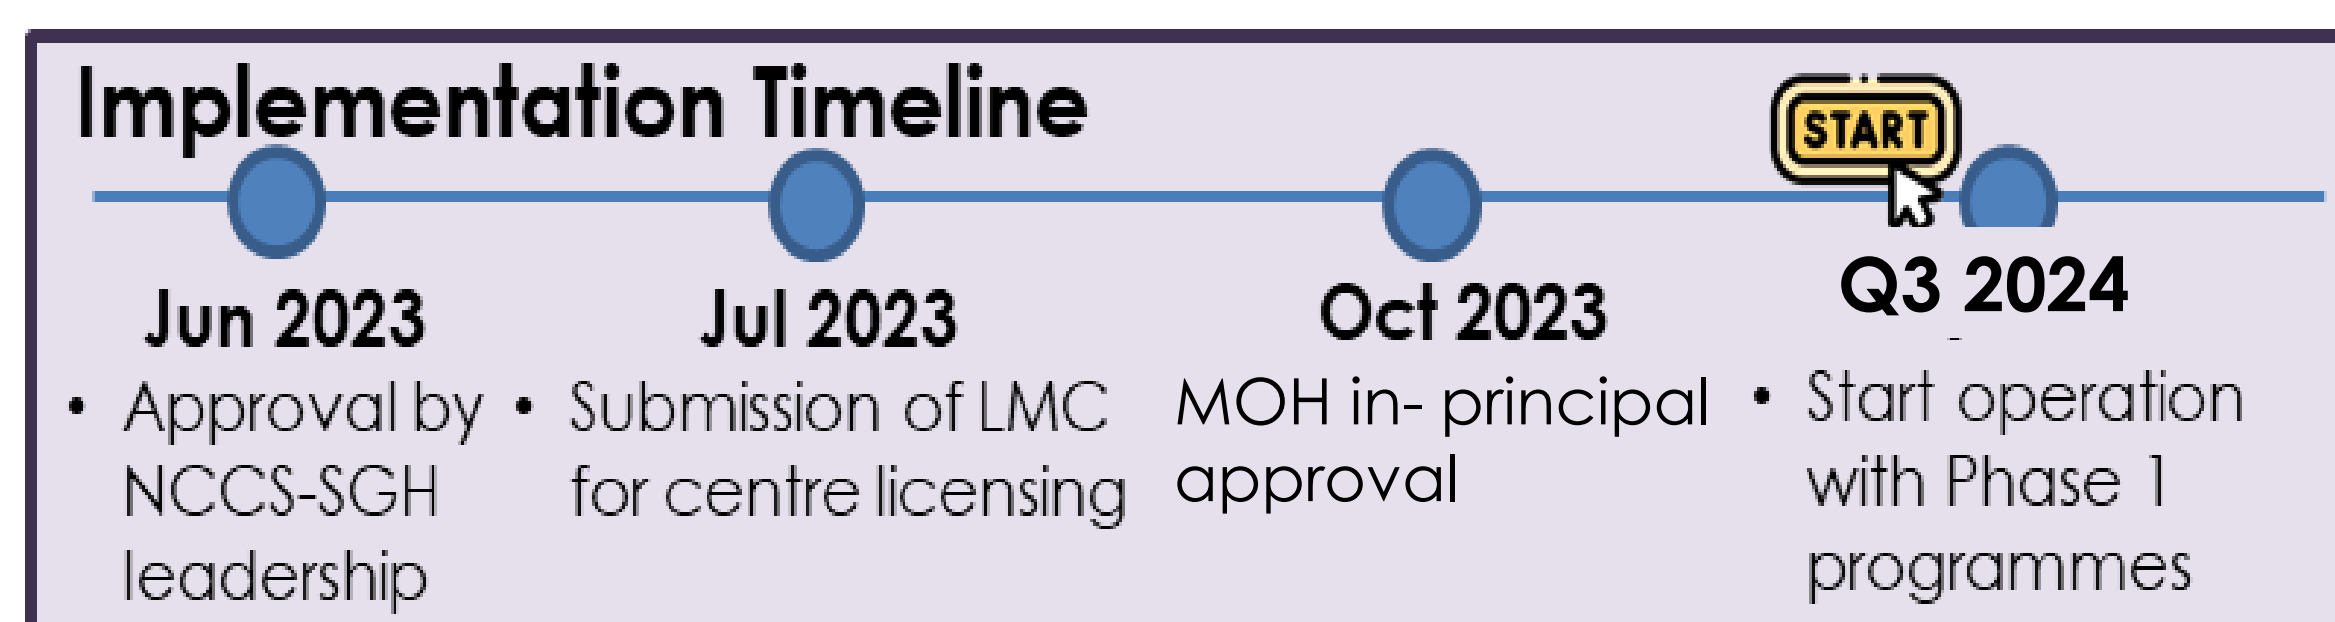 Implementation Timeline
START
Jun 2023
• Approval by
NCCS-SGH
leadership
Jul 2023
• Submission of LMC
for centre licensing
Oct 2023
MOH in- principal
approval
Q3 2024
• Start operation
with Phase 1
programmes